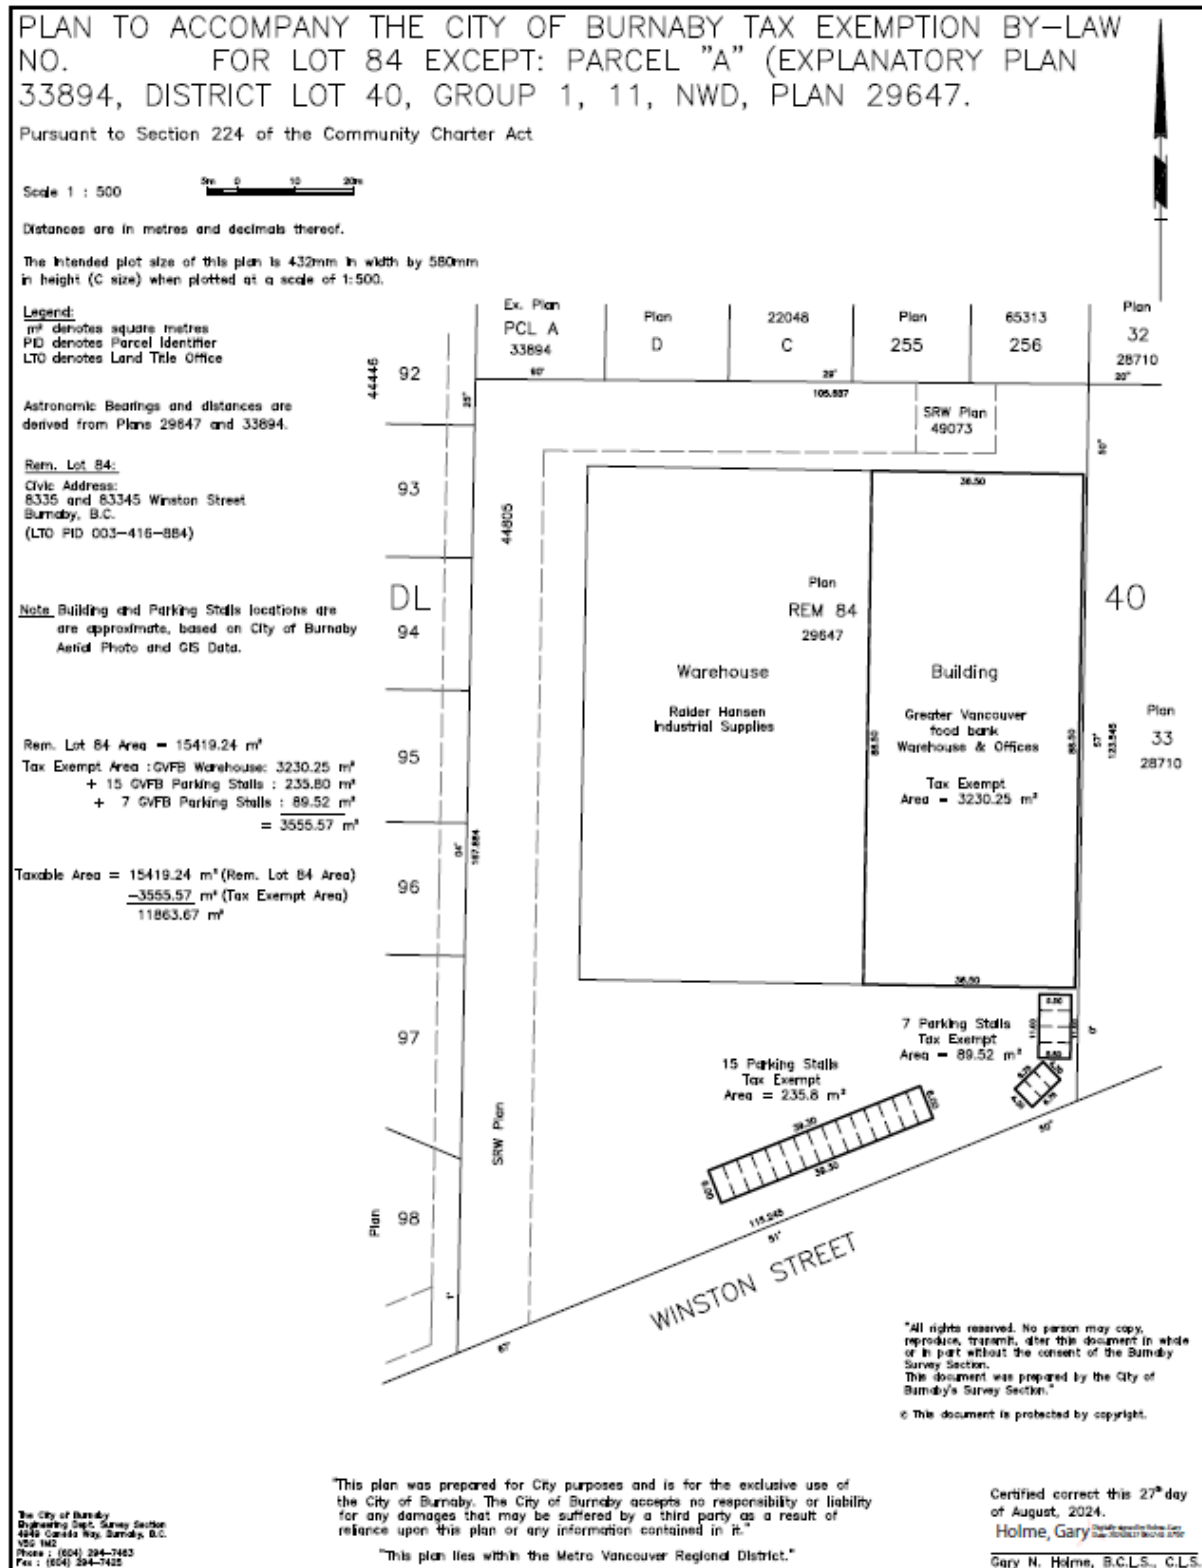 PLAN TO ACCOMPANY THE CITY OF BURNABY TAX EXEMPTION BY-LAW
NO. FOR LOT 84 EXCEPT: PARCEL "A" (EXPLANATORY PLAN
33894, DISTRICT LOT 40, GROUP 1, 11, NWD, PLAN 29647.
Pursuant to Section 224 of the Community Charter Act
Scale 1 : 500
5m 0 10 20m
Distances are in metres and decimals thereof.
The intended plot size of this plan is 432mm in width by 580mm
in height (C size) when plotted at a scale of 1:500.
Legend:
m² denotes square metres
PID denotes Parcel Identifier
LTO denotes Land Title Office
Astronomic Bearings and distances are
derived from Plans 29647 and 33894.
Rem. Lot 84:
Civic Address:
8335 and 83345 Winston Street
Burnaby, B.C.
(LTO PID 003-416-884)
Note Building and Parking Stalls locations are
are approximate, based on City of Burnaby
Aerial Photo and GIS Data.
Rem. Lot 84 Area = 15419.24 m²
Tax Exempt Area : GVFB Warehouse: 3230.25 m²
+ 15 GVFB Parking Stalls : 235.80 m²
+ 7 GVFB Parking Stalls : 89.52 m²
= 3555.57 m²
Taxable Area = 15419.24 m² (Rem. Lot 84 Area)
-3555.57 m² (Tax Exempt Area)
11863.67 m²
Ex. Plan
PCL A
33894
Plan
D
22048
C
Plan
255
65313
256
Plan
32
28710
SRW Plan
49073
44446
92
93
DL
94
95
96
97
Plan
98
44805
SRW Plan
Plan
REM 84
29647
Warehouse
Raider Hansen
Industrial Supplies
36.50
88.50
Building
Greater Vancouver
food bank
Warehouse & Offices
Tax Exempt
Area = 3230.25 m²
88.50
36.50
40
57"
123.545
Plan
33
28710
7 Parking Stalls
Tax Exempt
Area = 89.52 m²
15 Parking Stalls
Tax Exempt
Area = 235.8 m²
39.30
6.00
39.30
6.00
115.245
51'
50"
WINSTON STREET
"All rights reserved. No person may copy,
reproduce, transmit, alter this document in whole
or in part without the consent of the Burnaby
Survey Section.
This document was prepared by the City of
Burnaby's Survey Section."
© This document is protected by copyright.
"This plan was prepared for City purposes and is for the exclusive use of
the City of Burnaby. The City of Burnaby accepts no responsibility or liability
for any damages that may be suffered by a third party as a result of
reliance upon this plan or any information contained in it."
"This plan lies within the Metro Vancouver Regional District."
The City of Burnaby
Engineering Dept. Survey Section
4949 Canada Way, Burnaby, B.C.
V5G 1M2
Phone : (604) 294-7463
Fax : (604) 294-7425
Certified correct this 27th day
of August, 2024.
Holme, Gary
Gary N. Holme, B.C.L.S., C.L.S.